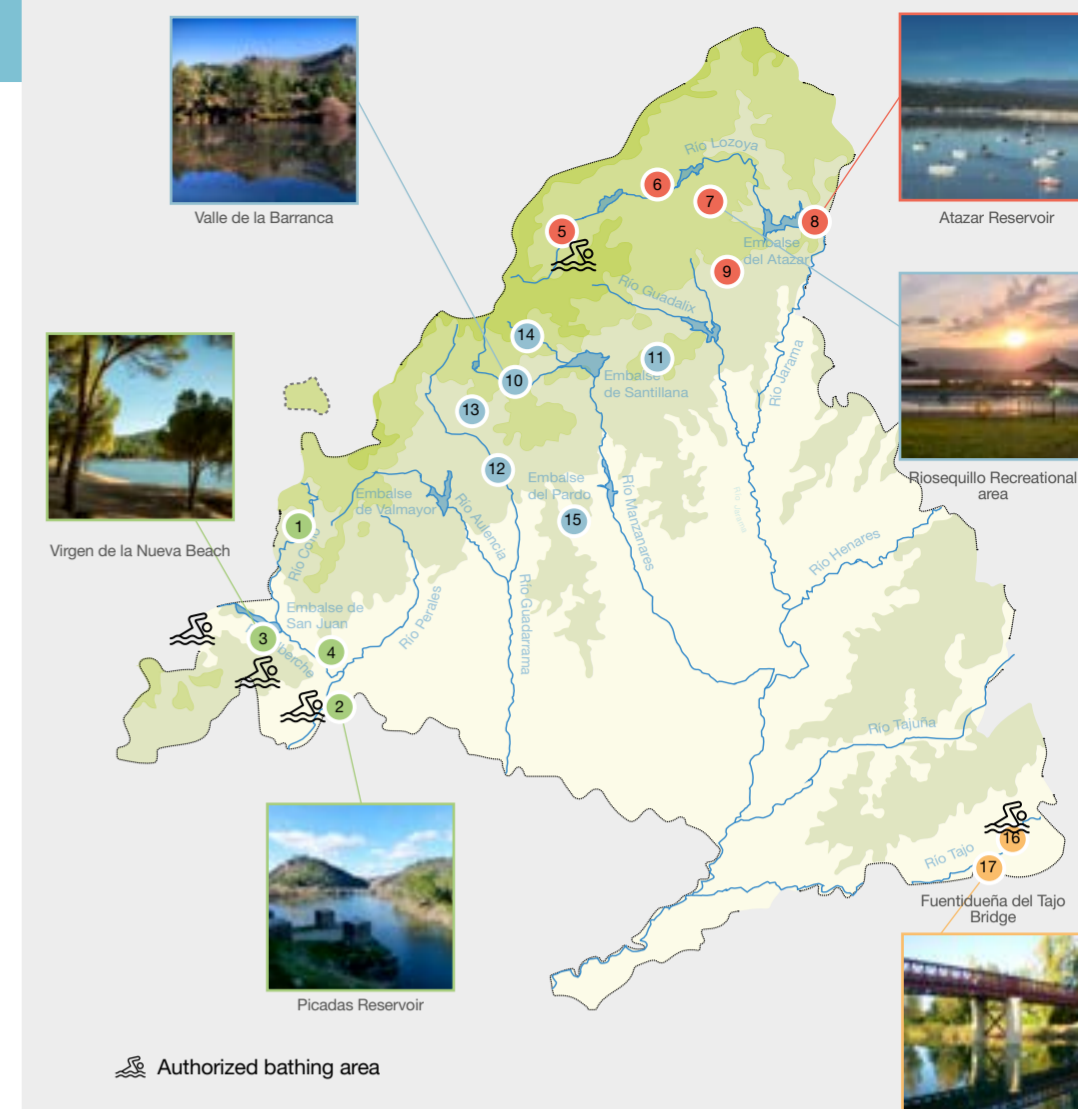 Valle de la Barranca
Atazar Reservoir
Virgen de la Nueva Beach
Riosequillo Recreational
area
Picadas Reservoir
Fuentidueña del Tajo
Bridge
Río Lozoya
Embalse
del Atazar
Río Guadalix
Río Jarama
Embalse
de Santillana
Embalse
del Pardo
Embalse
de Valmayor
Río Aulencia
Río Manzanares
Río Guadarrama
Río Perales
Embalse de
San Juan
Río Henares
Río Tajuña
Río Tajo
1
2
3
4
5
6
7
8
9
10
11
12
13
14
15
16
17
Authorized bathing area